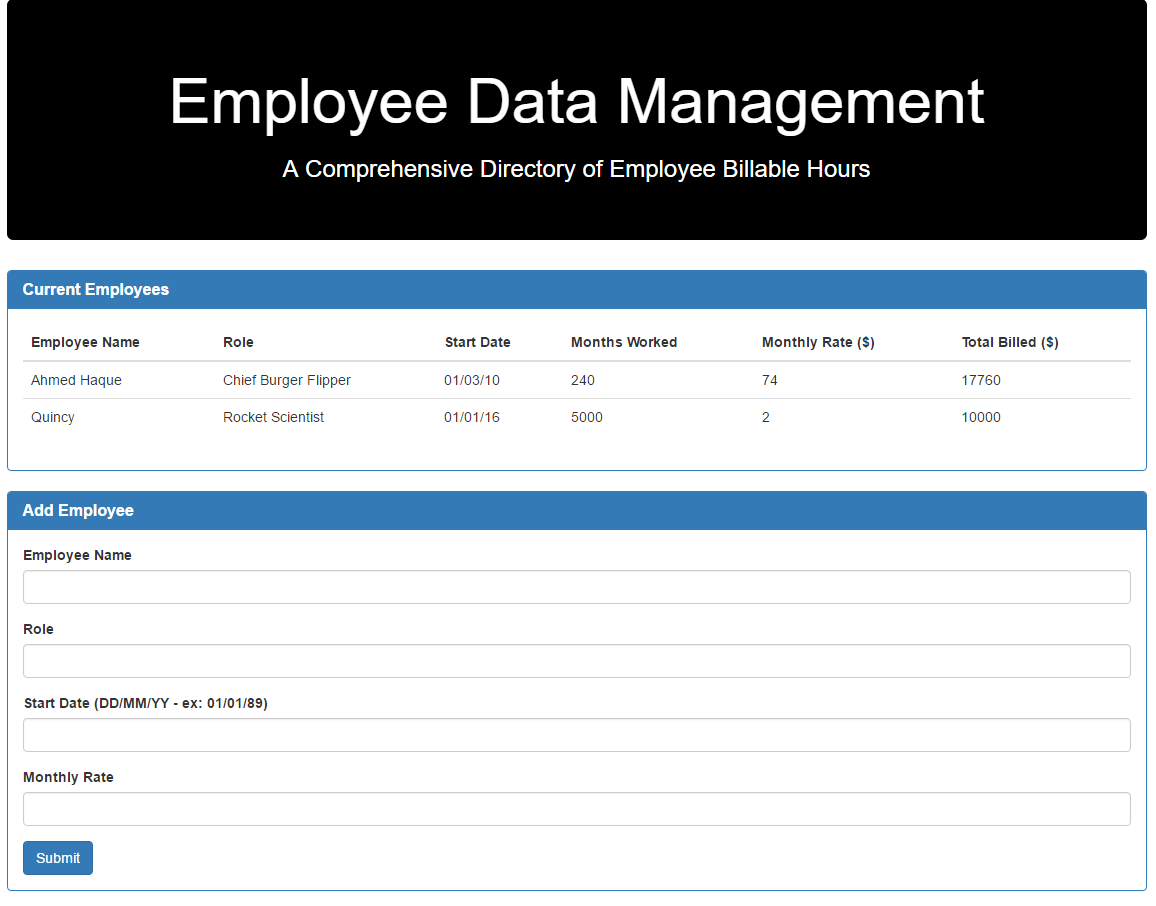 Employee Data Management
A Comprehensive Directory of Employee Billable Hours
Current Employees
Employee Name Role Start Date Months Worked Monthly Rate ($) Total Billed ($)
Ahmed Haque Chief Burger Flipper 01/03/10 240 74 17760
Quincy Rocket Scientist 01/01/16 5000 2 10000
Add Employee
Employee Name
Role
Start Date (DD/MM/YY - ex: 01/01/89)
Monthly Rate
Submit